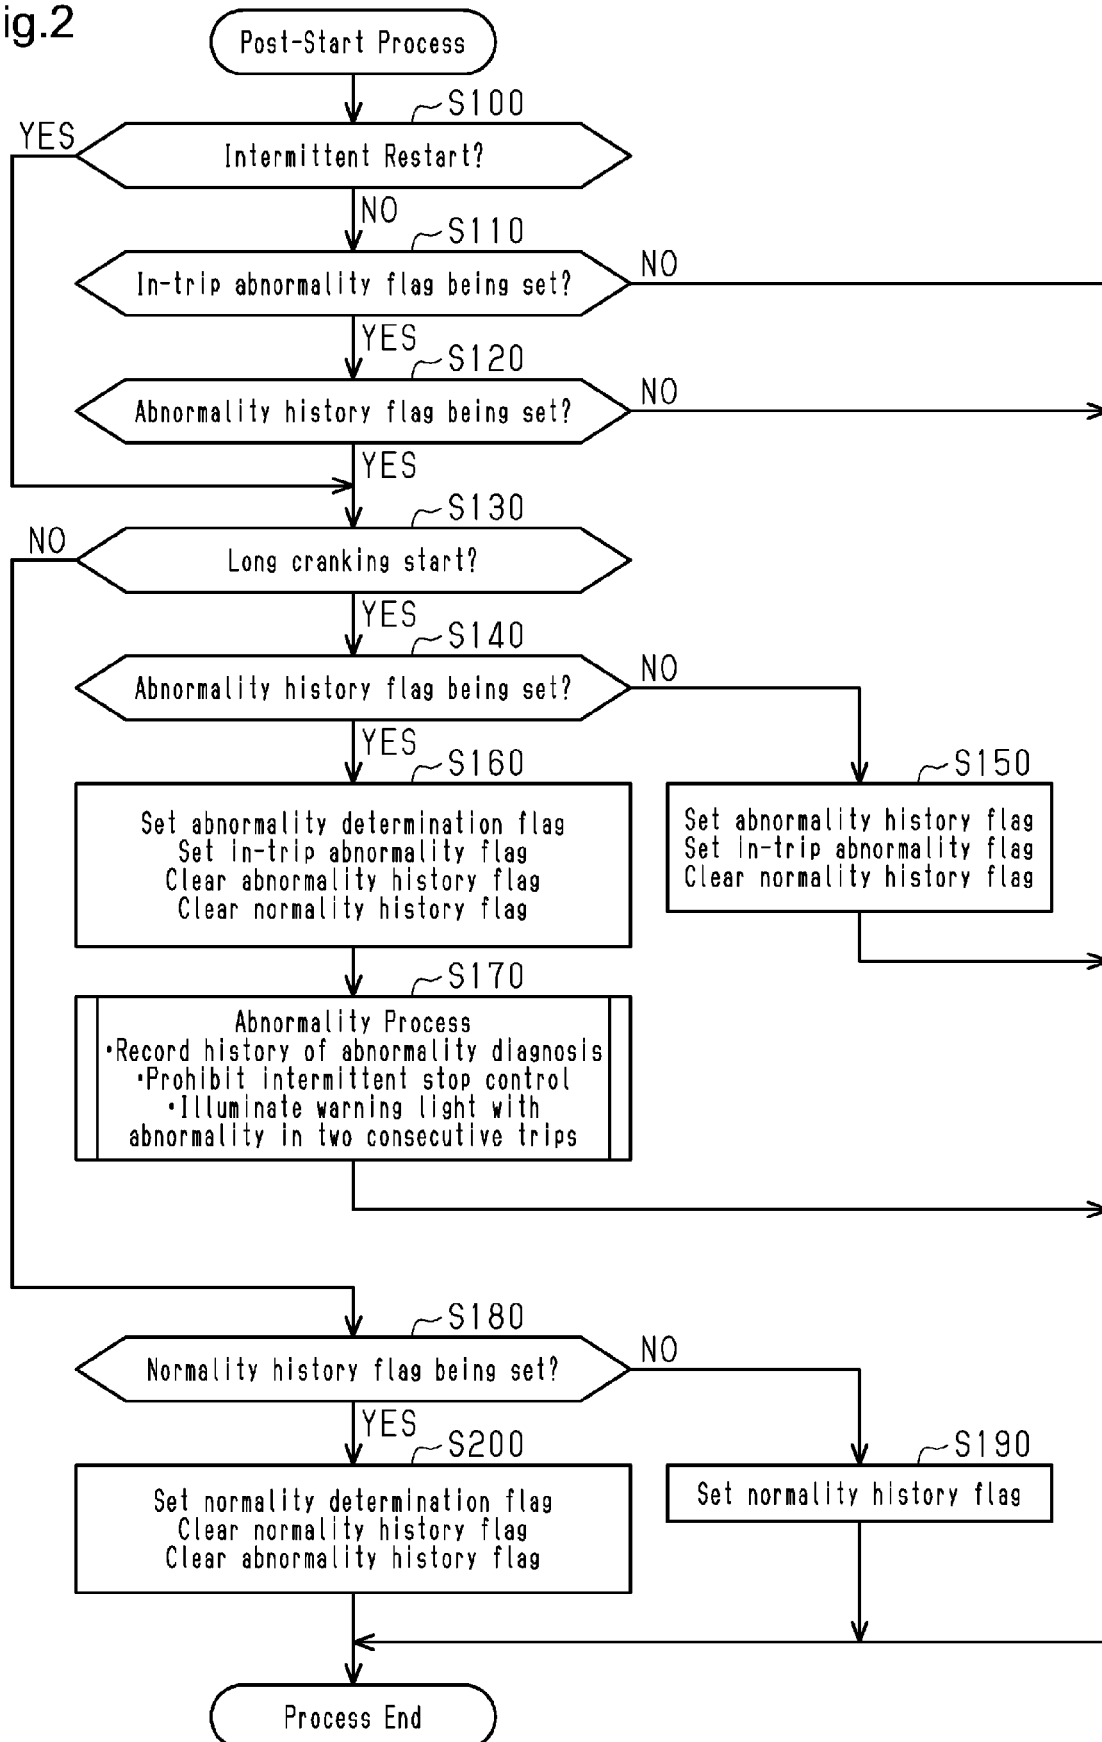 ig.2
Post-Start Process
S100
YES
Intermittent Restart?
NO
S110
In-trip abnormality flag being set?
NO
YES
S120
Abnormality history flag being set?
NO
YES
S130
NO
Long cranking start?
YES
S140
Abnormality history flag being set?
NO
YES
S160
Set abnormality determination flag
Set in-trip abnormality flag
Clear abnormality history flag
Clear normality history flag
S150
Set abnormality history flag
Set in-trip abnormality flag
Clear normality history flag
S170
Abnormality Process
･Record history of abnormality diagnosis
･Prohibit intermittent stop control
･Illuminate warning light with
abnormality in two consecutive trips
S180
Normality history flag being set?
NO
YES
S200
Set normality determination flag
Clear normality history flag
Clear abnormality history flag
S190
Set normality history flag
Process End